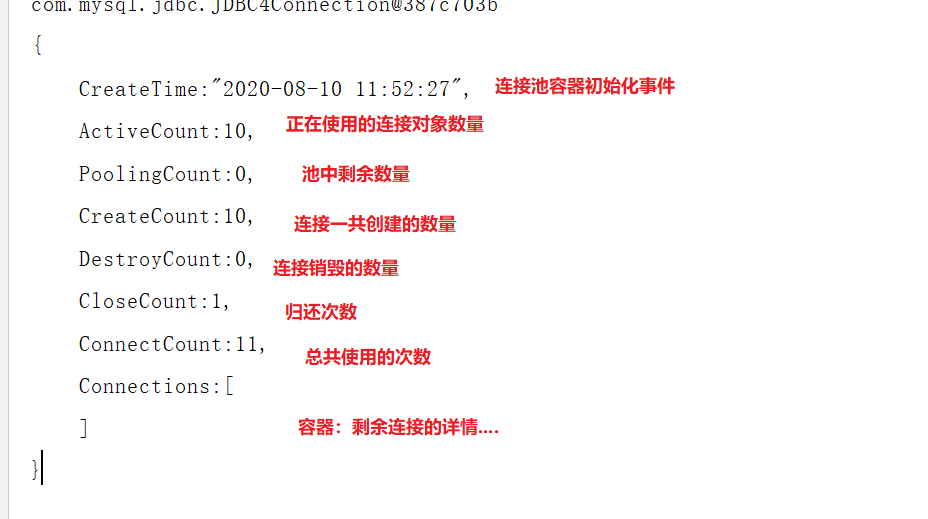 com.mysql.jdbc.JDBC4Connection@387c703b
{
CreateTime:"2020-08-10 11:52:27", 连接池容器初始化事件
ActiveCount:10, 正在使用的连接对象数量
PoolingCount:0, 池中剩余数量
CreateCount:10, 连接一共创建的数量
DestroyCount:0, 连接销毁的数量
CloseCount:1, 归还次数
ConnectCount:11, 总共使用的次数
Connections:[
] 容器：剩余连接的详情....
}